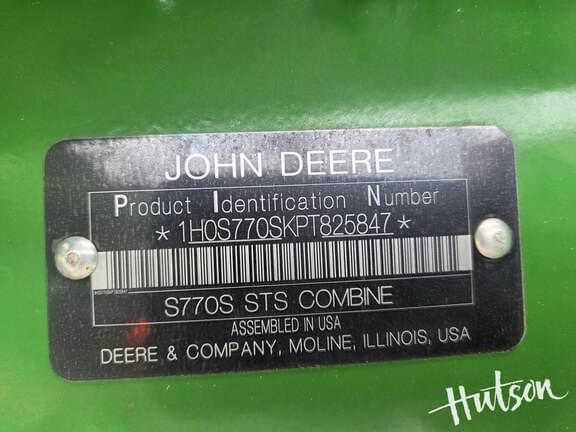 JOHN DEERE
Product Identification Number
*1H0S770SKPT825847*
S770S STS COMBINE
ASSEMBLED IN USA
DEERE & COMPANY, MOLINE, ILLINOIS, USA
Hutson